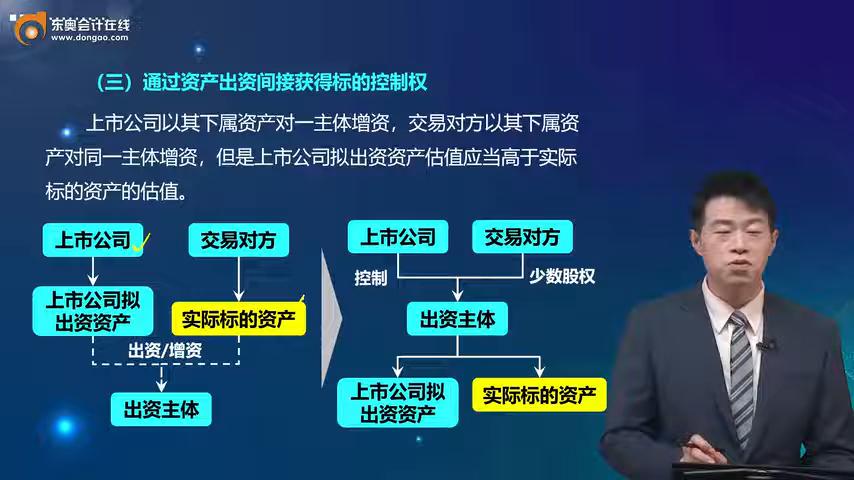 东奥会计在线
www.dongao.com
（三）通过资产出资间接获得标的控制权
上市公司以其下属资产对一主体增资，交易对方以其下属资
产对同一主体增资，但是上市公司拟出资资产估值应当高于实际
标的资产的估值。
上市公司
交易对方
上市公司拟
出资资产
实际标的资产
出资/增资
出资主体
上市公司
交易对方
控制
少数股权
出资主体
上市公司拟
出资资产
实际标的资产